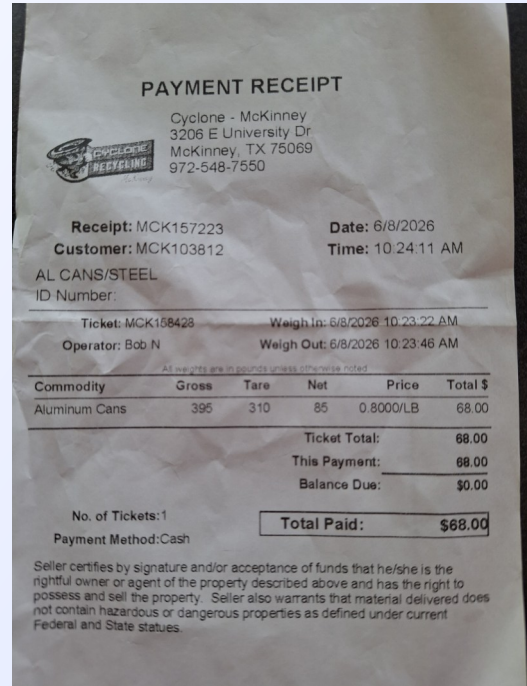 PAYMENT RECEIPT
Cyclone - McKinney
3206 E University Dr
McKinney, TX 75069
972-548-7550
CYCLONE
RECYCLING
Receipt: MCK157223 Date: 6/8/2026
Customer: MCK103812 Time: 10:24:11 AM
AL CANS/STEEL
ID Number:
Ticket: MCK158428 Weigh In: 6/8/2026 10:23:22 AM
Operator: Bob N Weigh Out: 6/8/2026 10:23:46 AM
All weights are in pounds unless otherwise noted
Commodity Gross Tare Net Price Total $
Aluminum Cans 395 310 85 0.8000/LB 68.00
Ticket Total: 68.00
This Payment: 68.00
Balance Due: $0.00
No. of Tickets:1
Total Paid: $68.00
Payment Method:Cash
Seller certifies by signature and/or acceptance of funds that he/she is the
rightful owner or agent of the property described above and has the right to
possess and sell the property. Seller also warrants that material delivered does
not contain hazardous or dangerous properties as defined under current
Federal and State statues.